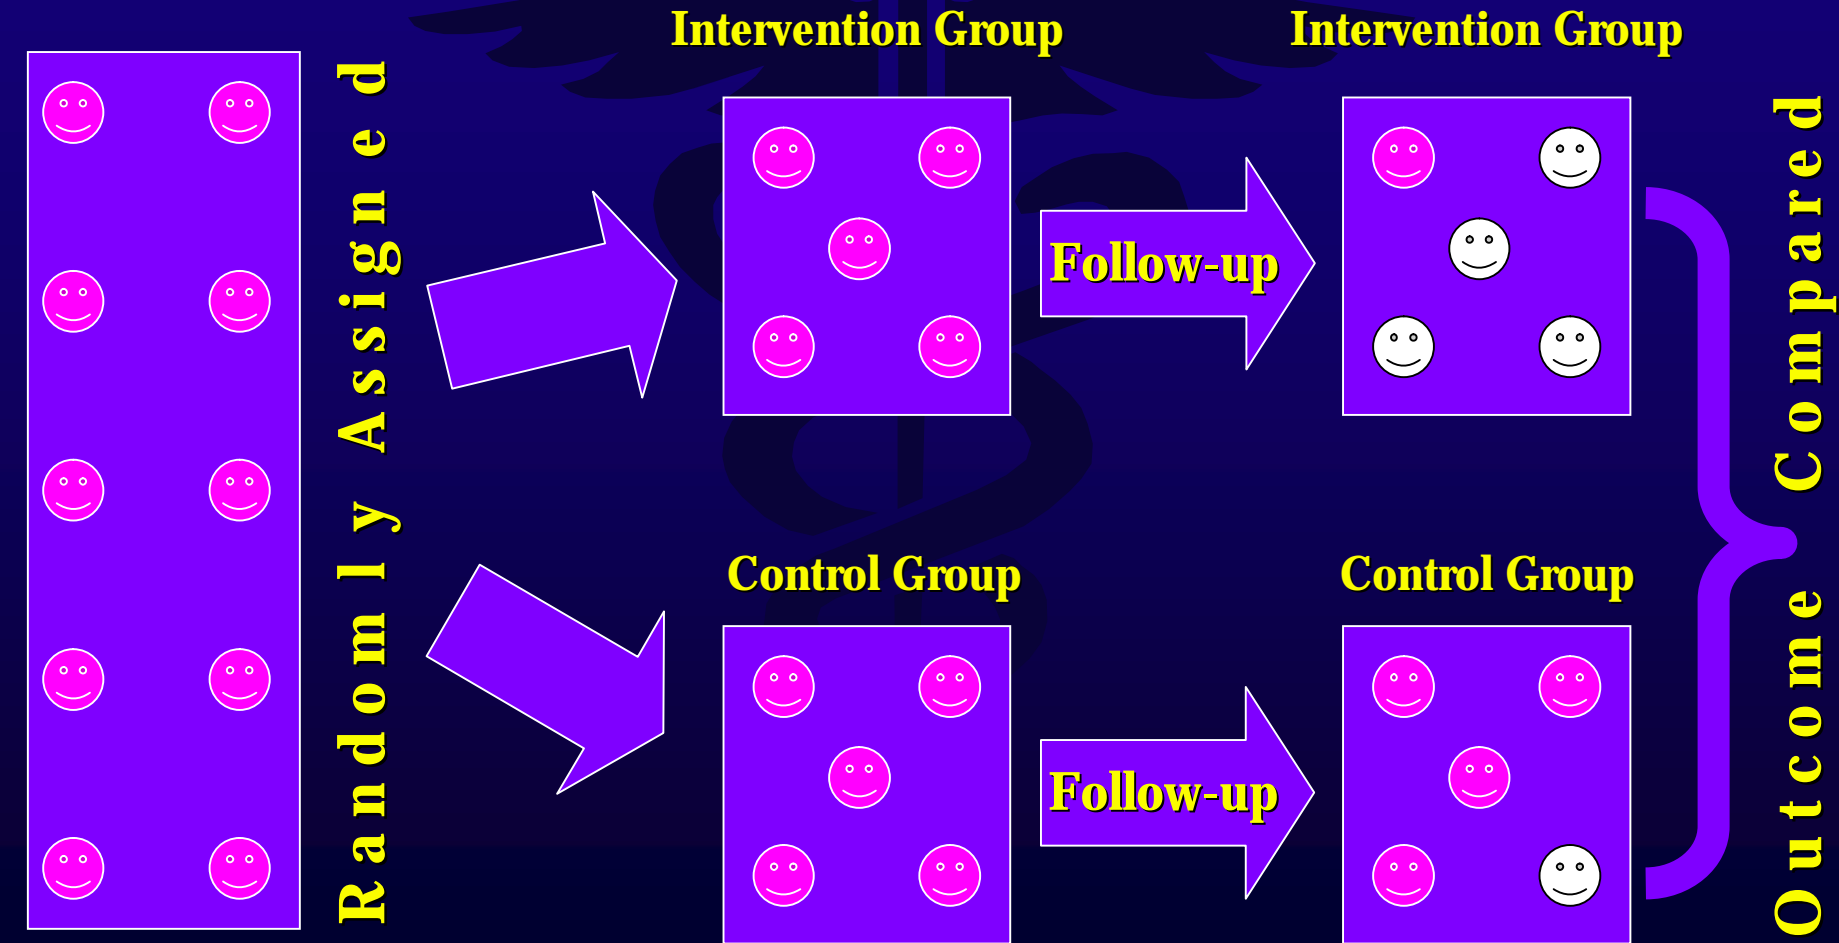 Randomly Assigned
Intervention Group
Follow-up
Intervention Group
Control Group
Follow-up
Control Group
Outcome Compared